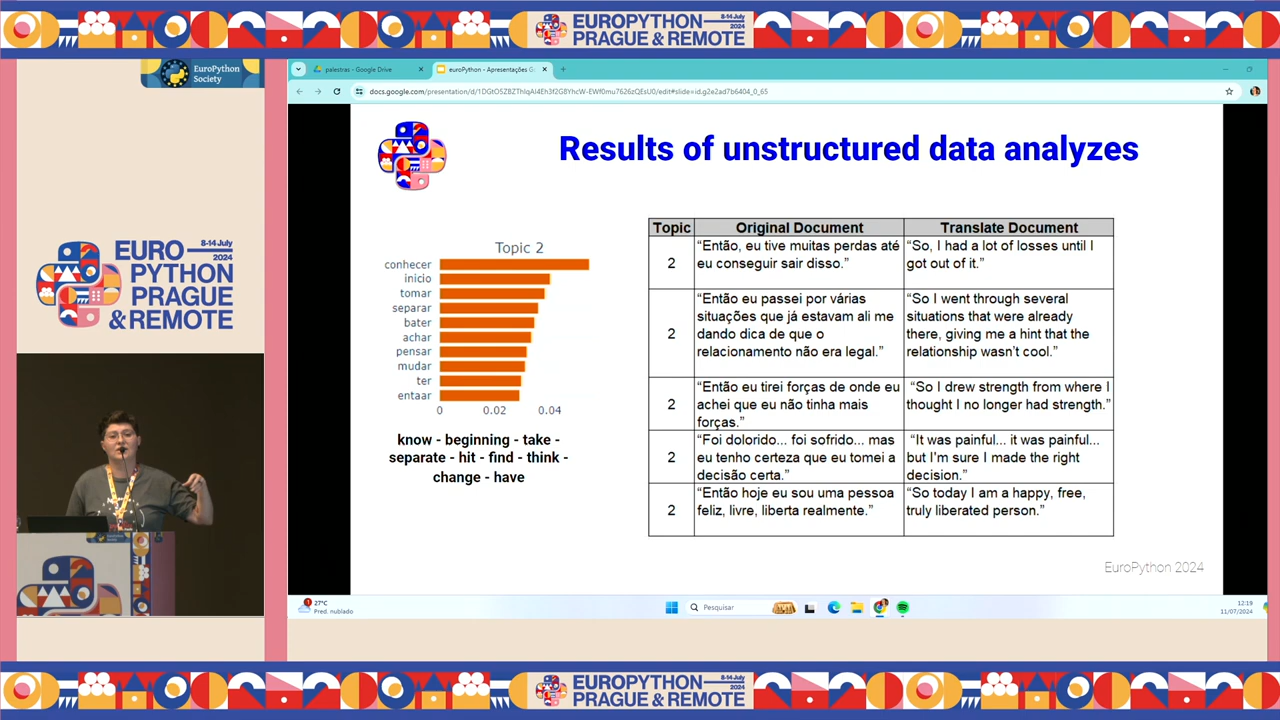 8-14 July
2024
EUROPYTHON
PRAGUE & REMOTE
EuroPython
Society
palestras - Google Drive
euroPython - Apresentações G
Results of unstructured data analyzes
8-14 July
2024
EURO
PYTHON
PRAGUE
& REMOTE
Topic 2
conhecer
inicio
tomar
separar
bater
achar
pensar
mudar
ter
entaar
0 0.02 0.04
know - beginning - take -
separate - hit - find - think -
change - have
Topic Original Document Translate Document
2
“Então, eu tive muitas perdas até
eu conseguir sair disso.”
“So, I had a lot of losses until I
got out of it.”
2
“Então eu passei por várias
situações que já estavam ali me
dando dica de que o
relacionamento não era legal.”
“So I went through several
situations that were already
there, giving me a hint that the
relationship wasn’t cool.”
2
“Então eu tirei forças de onde eu
achei que eu não tinha mais
forças.”
“So I drew strength from where I
thought I no longer had strength.”
2
“Foi dolorido... foi sofrido... mas
eu tenho certeza que eu tomei a
decisão certa.”
“It was painful... it was painful...
but I'm sure I made the right
decision.”
2
“Então hoje eu sou uma pessoa
feliz, livre, liberta realmente.”
“So today I am a happy, free,
truly liberated person.”
EuroPython 2024
27°C
Pred. nublado
Pesquisar
12:19
11/07/2024
8-14 July
2024
EUROPYTHON
PRAGUE & REMOTE